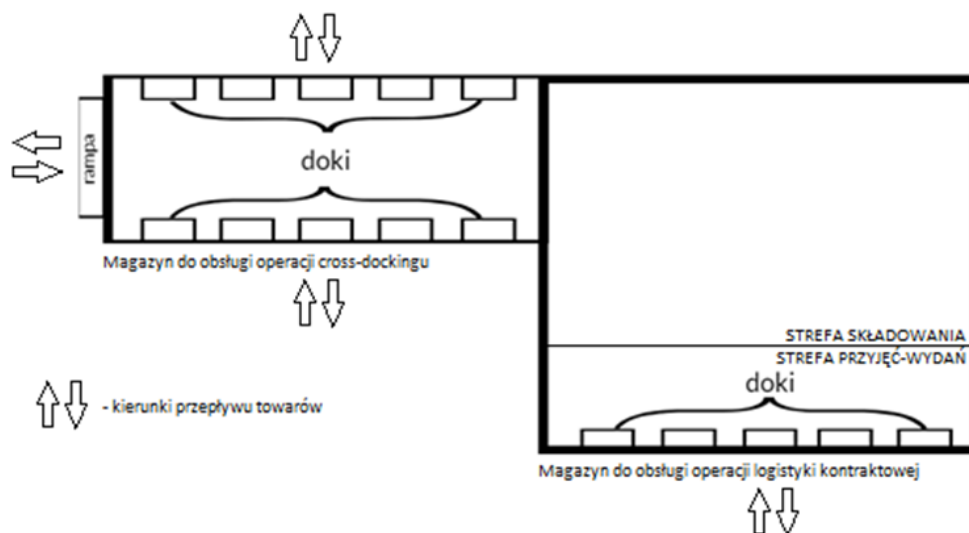 rampa
doki
Magazyn do obsługi operacji cross-dockingu
STREFA SKŁADOWANIA
STREFA PRZYJĘĆ-WYDAŃ
doki
- kierunki przepływu towarów
Magazyn do obsługi operacji logistyki kontraktowej